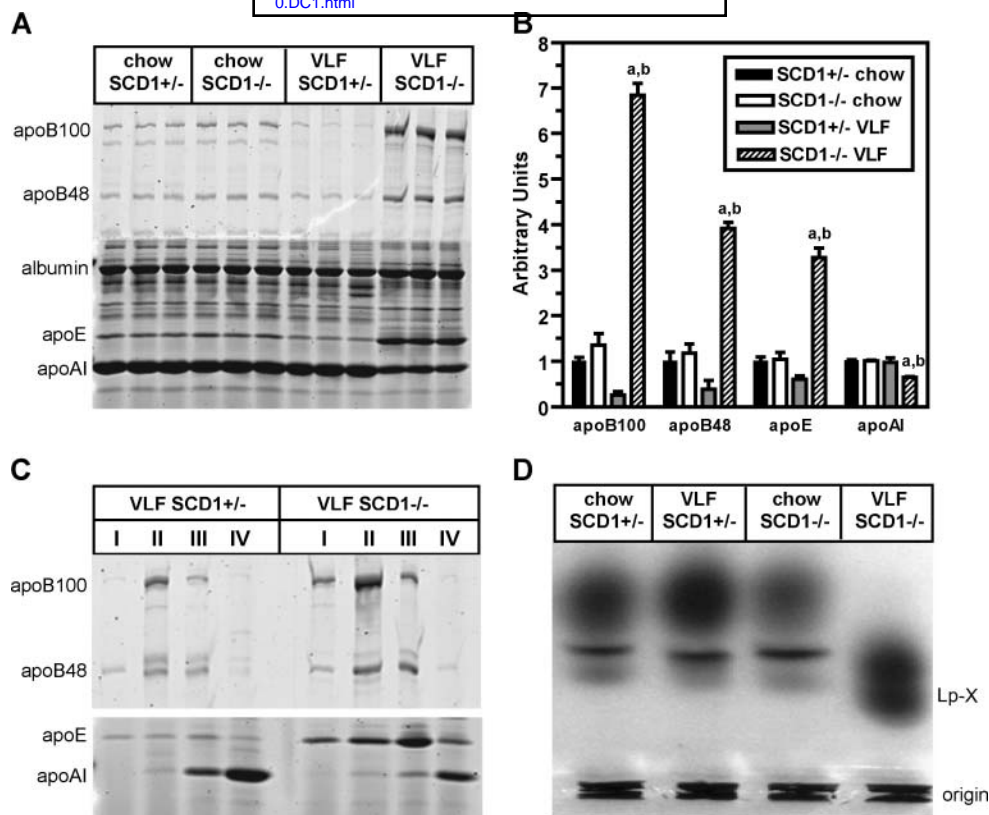 0.DC1.html
A
chow SCD1+/-
chow SCD1-/-
VLF SCD1+/-
VLF SCD1-/-
apoB100
apoB48
albumin
apoE
apoAI
B
8
7
6
5
4
3
2
1
0
Arbitrary Units
SCD1+/- chow
SCD1-/- chow
SCD1+/- VLF
SCD1-/- VLF
a,b
a,b
a,b
a,b
apoB100 apoB48 apoE apoAI
C
VLF SCD1+/- VLF SCD1-/-
I II III IV I II III IV
apoB100
apoB48
apoE
apoAI
D
chow SCD1+/-
VLF SCD1+/-
chow SCD1-/-
VLF SCD1-/-
Lp-X
origin